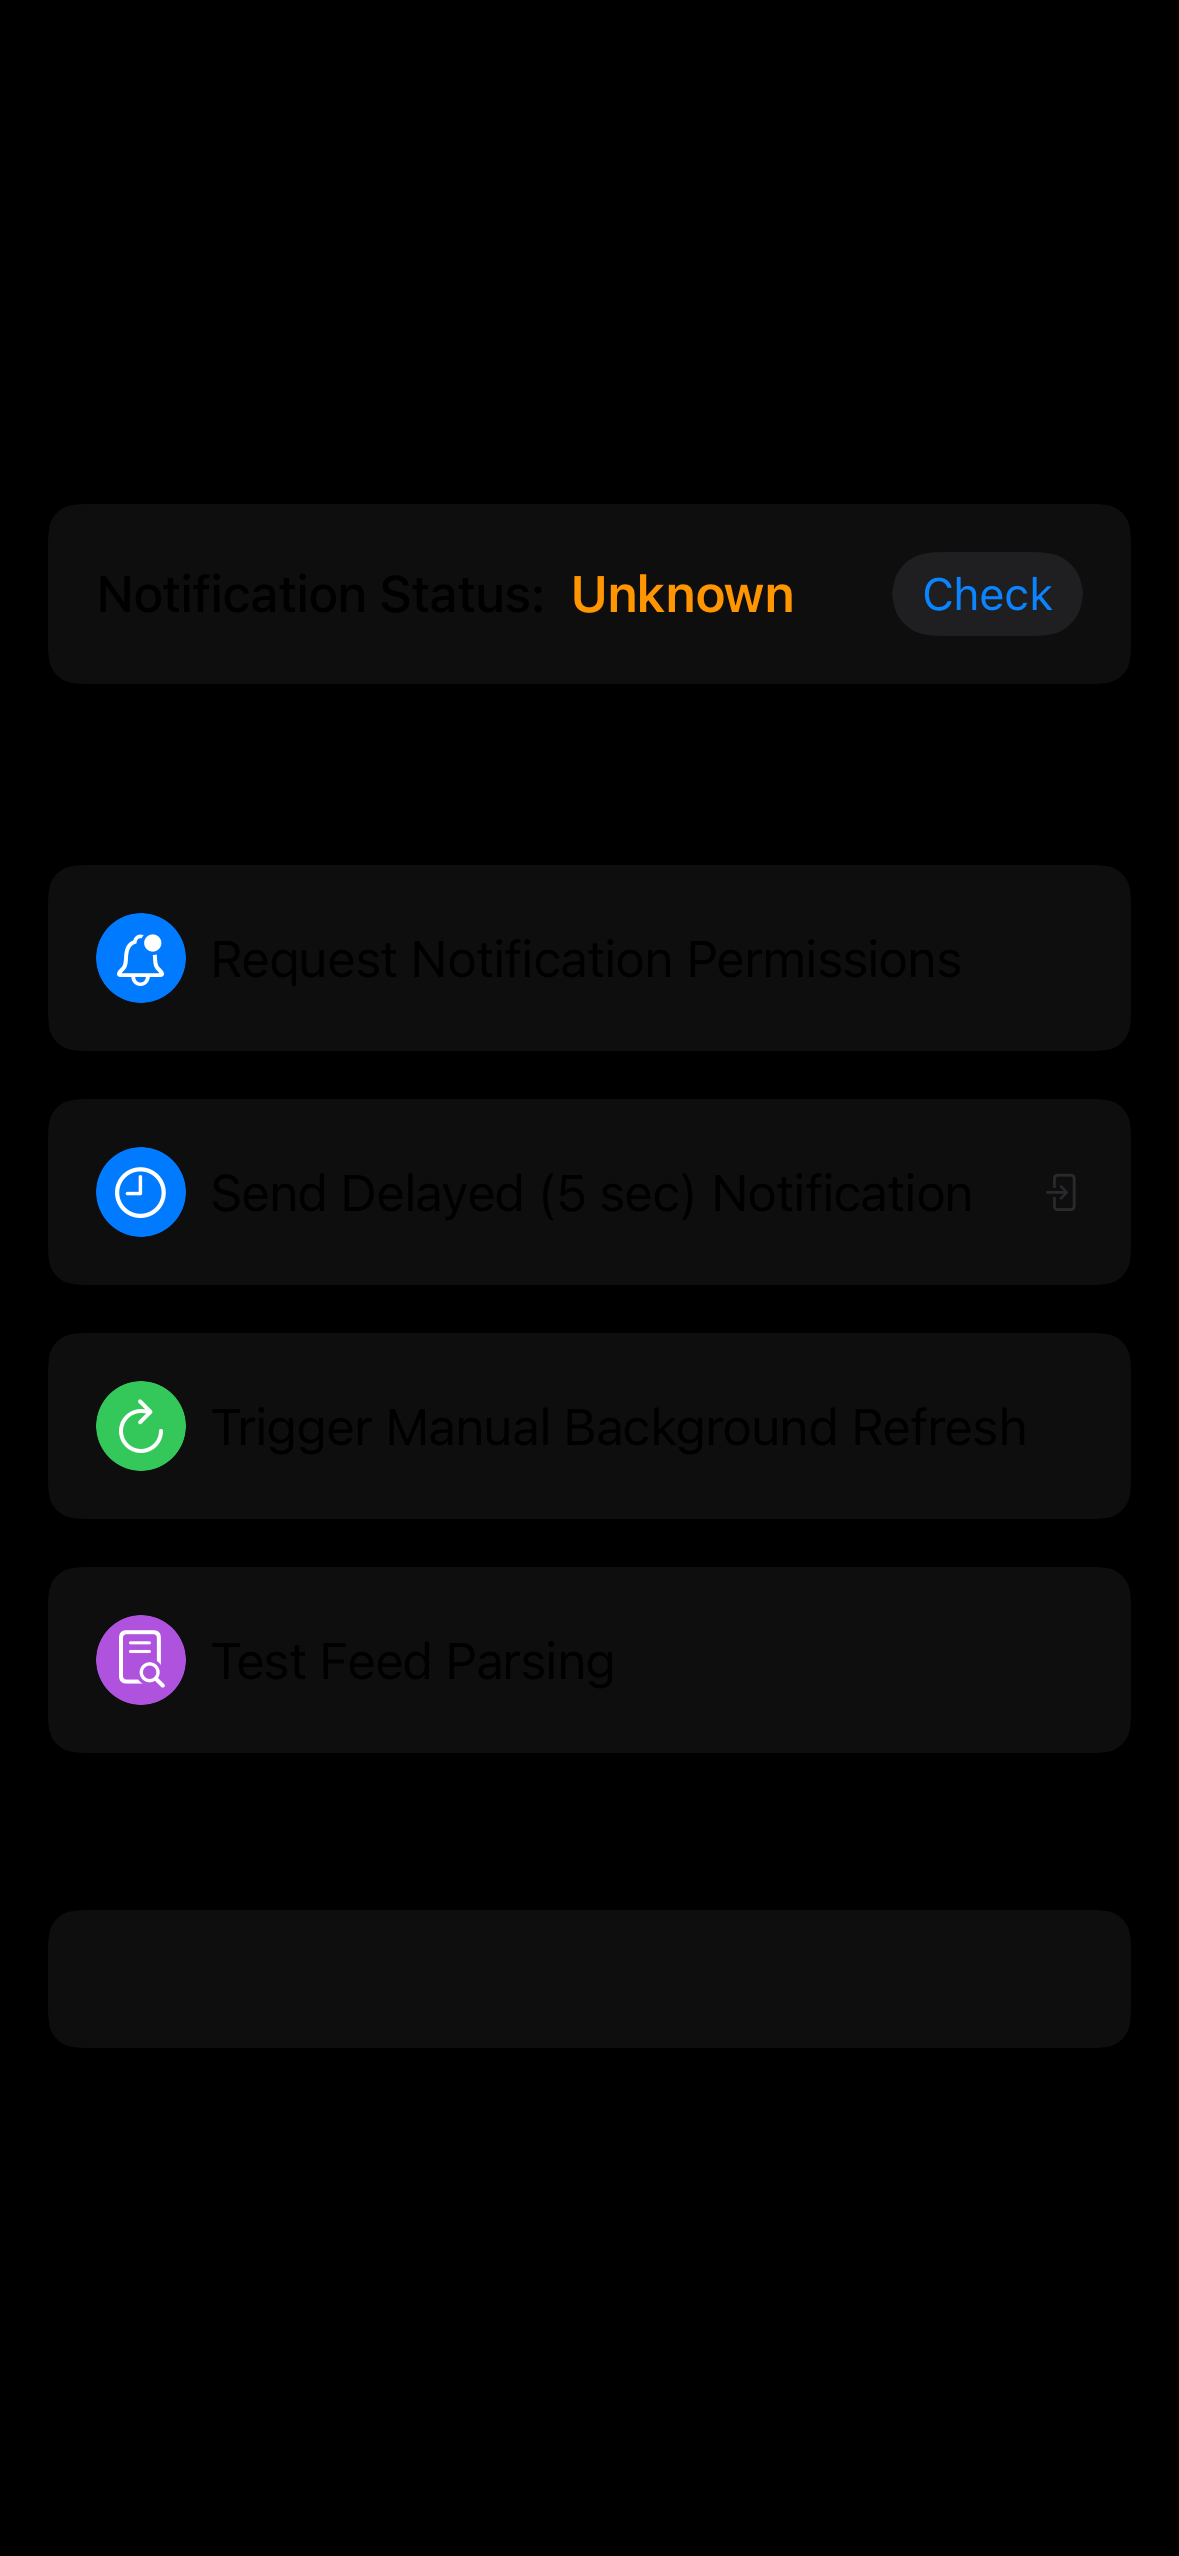 Notification Status: Unknown Check
Request Notification Permissions
Send Delayed (5 sec) Notification
Trigger Manual Background Refresh
Test Feed Parsing